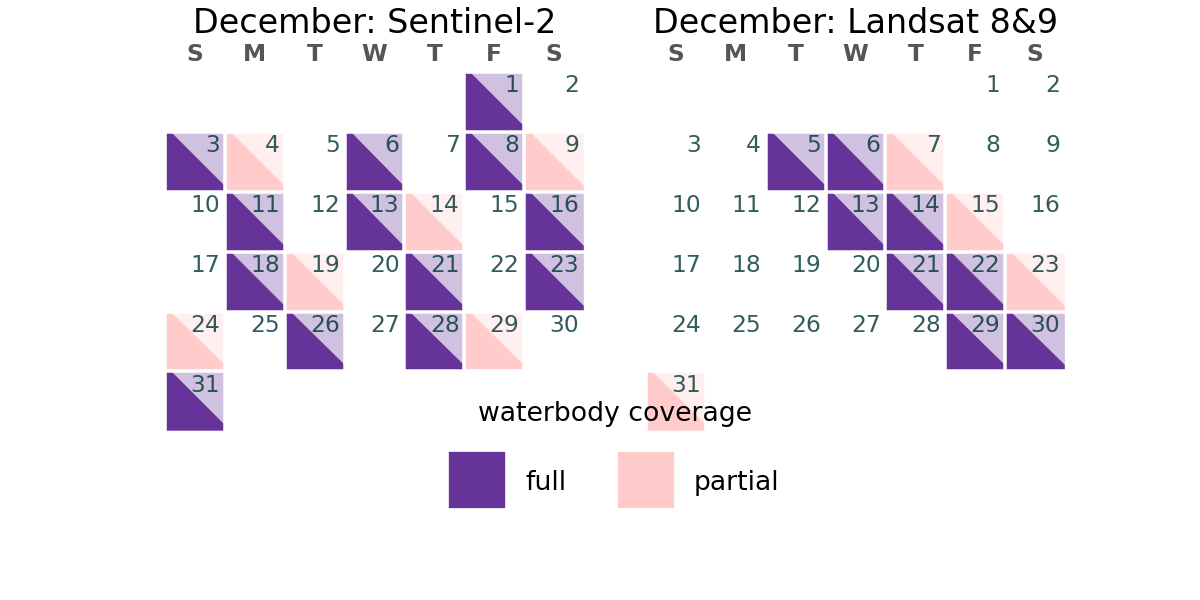 December: Sentinel-2
S M T W T F S
1 2
3 4 5 6 7 8 9
10 11 12 13 14 15 16
17 18 19 20 21 22 23
24 25 26 27 28 29 30
31
December: Landsat 8&9
S M T W T F S
1 2
3 4 5 6 7 8 9
10 11 12 13 14 15 16
17 18 19 20 21 22 23
24 25 26 27 28 29 30
31
waterbody coverage
full partial